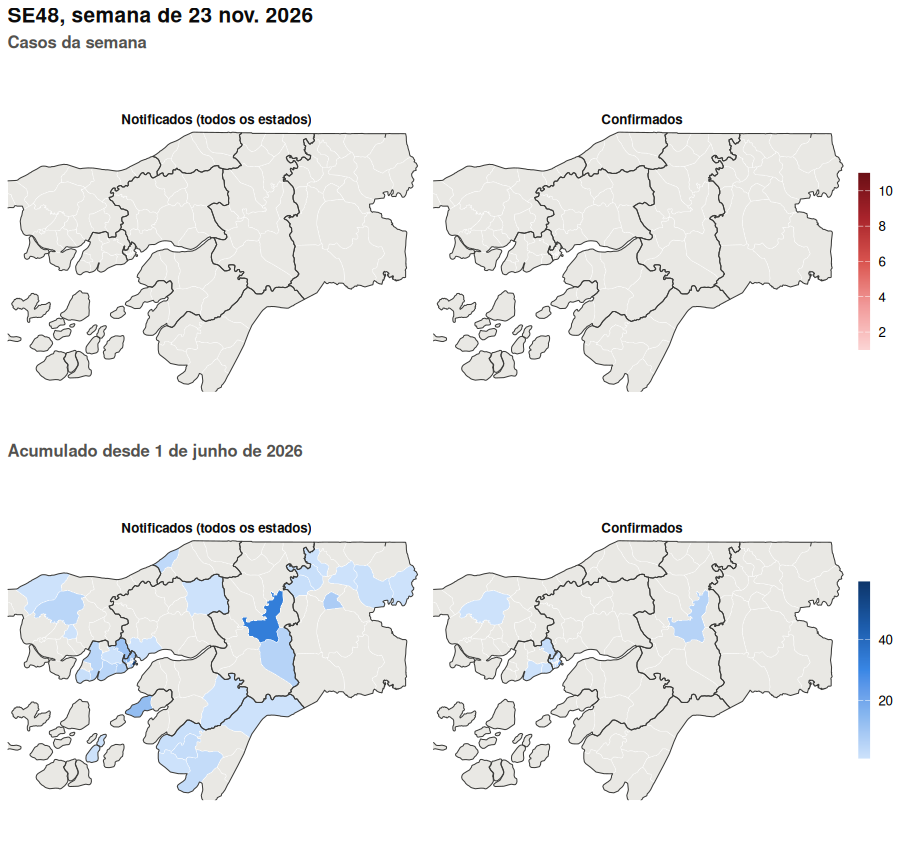 SE48, semana de 23 nov. 2026
Casos da semana
Notificados (todos os estados)
Confirmados
10
8
6
4
2
Acumulado desde 1 de junho de 2026
Notificados (todos os estados)
Confirmados
40
20